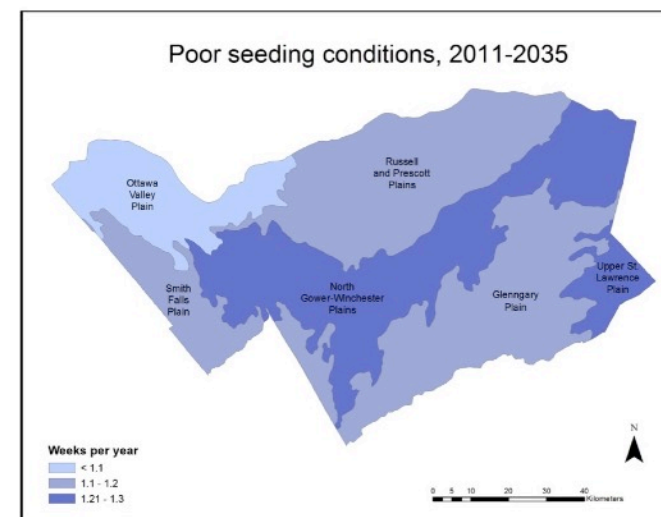 Poor seeding conditions, 2011-2035
Ottawa
Valley
Plain
Russell
and Prescott
Plains
Smith
Falls
Plain
North
Gower-Winchester
Plains
Glenngary
Plain
Upper St.
Lawrence
Plain
Weeks per year
< 1.1
1.1 - 1.2
1.21 - 1.3
N
0 5 10 20 30 40
Kilometers